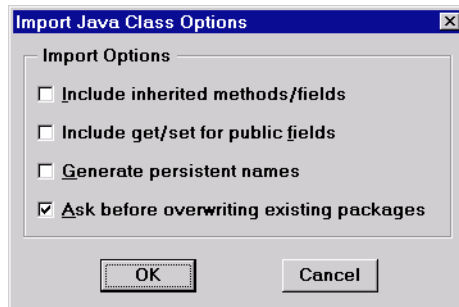 Import Java Class Options
Import Options
Include inherited methods/fields
Include get/set for public fields
Generate persistent names
Ask before overwriting existing packages
OK Cancel